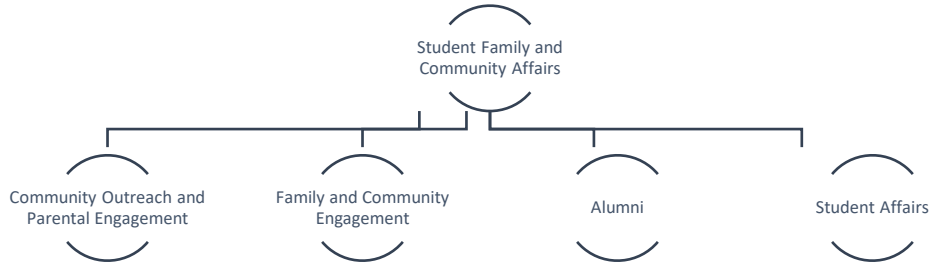 Student Family and
Community Affairs
Community Outreach and
Parental Engagement
Family and Community
Engagement
Alumni
Student Affairs